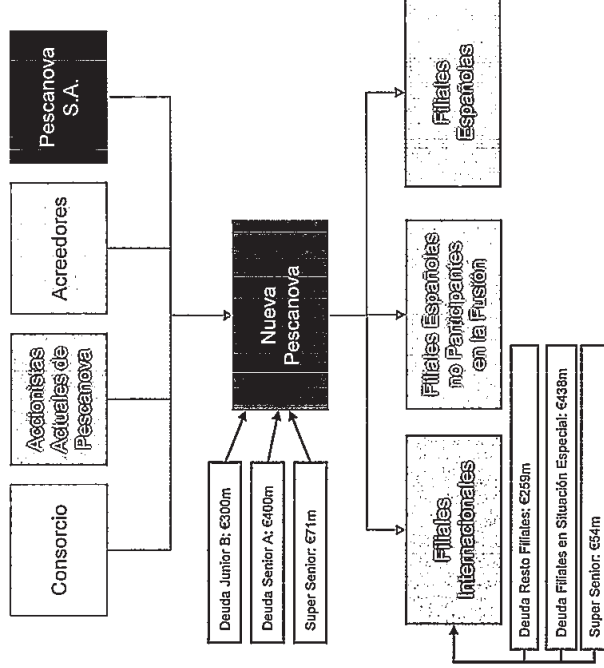 Consorcio
Accionistas
Actuales de
Pescanova
Acreedores
Pescanova
S.A.
Deuda Junior B: €300m
Deuda Senior A: €400m
Super Senior: €71m
Nueva
Pescanova
Filiales
Internacionales
Filiales Españolas
no Participantes
en la Fusión
Filiales
Españolas
Deuda Resto Filiales: €259m
Deuda Filiales en Situación Especial: €438m
Super Senior: €54m